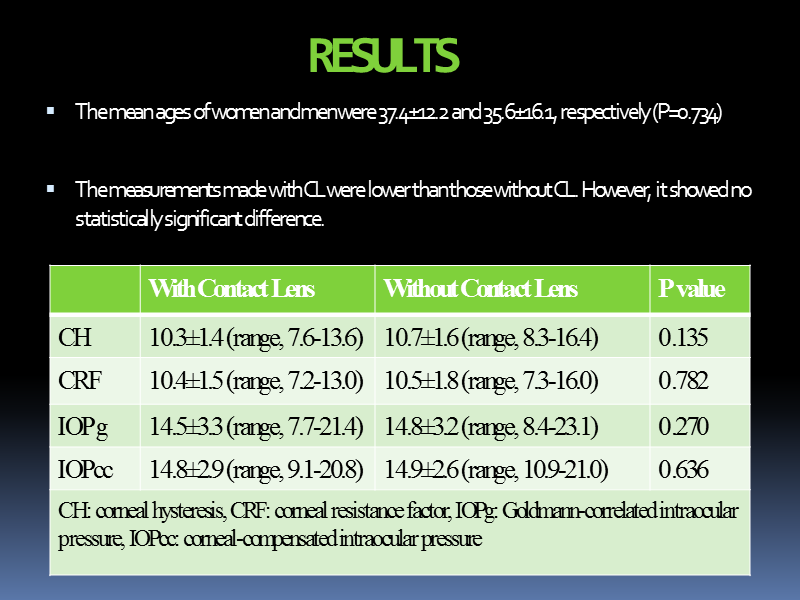 RESULTS
The mean ages of women and men were 37.4±12.2 and 35.6±16.1, respectively (P=0.734)
The measurements made with CL were lower than those without CL. However, it showed no
statistically significant difference.
With Contact Lens Without Contact Lens P value
CH 10.3±1.4 (range, 7.6-13.6) 10.7±1.6 (range, 8.3-16.4) 0.135
CRF 10.4±1.5 (range, 7.2-13.0) 10.5±1.8 (range, 7.3-16.0) 0.782
IOPg 14.5±3.3 (range, 7.7-21.4) 14.8±3.2 (range, 8.4-23.1) 0.270
IOPcc 14.8±2.9 (range, 9.1-20.8) 14.9±2.6 (range, 10.9-21.0) 0.636
CH: corneal hysteresis, CRF: corneal resistance factor, IOPg: Goldmann-correlated intraocular
pressure, IOPcc: corneal-compensated intraocular pressure